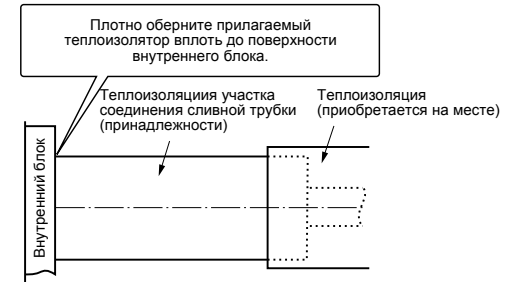 Плотно оберните прилагаемый
теплоизолятор вплоть до поверхности
внутреннего блока.
Теплоизоляциии участка
соединения сливной трубки
(принадлежности)
Теплоизоляция
(приобретается на месте)
Внутренний блок